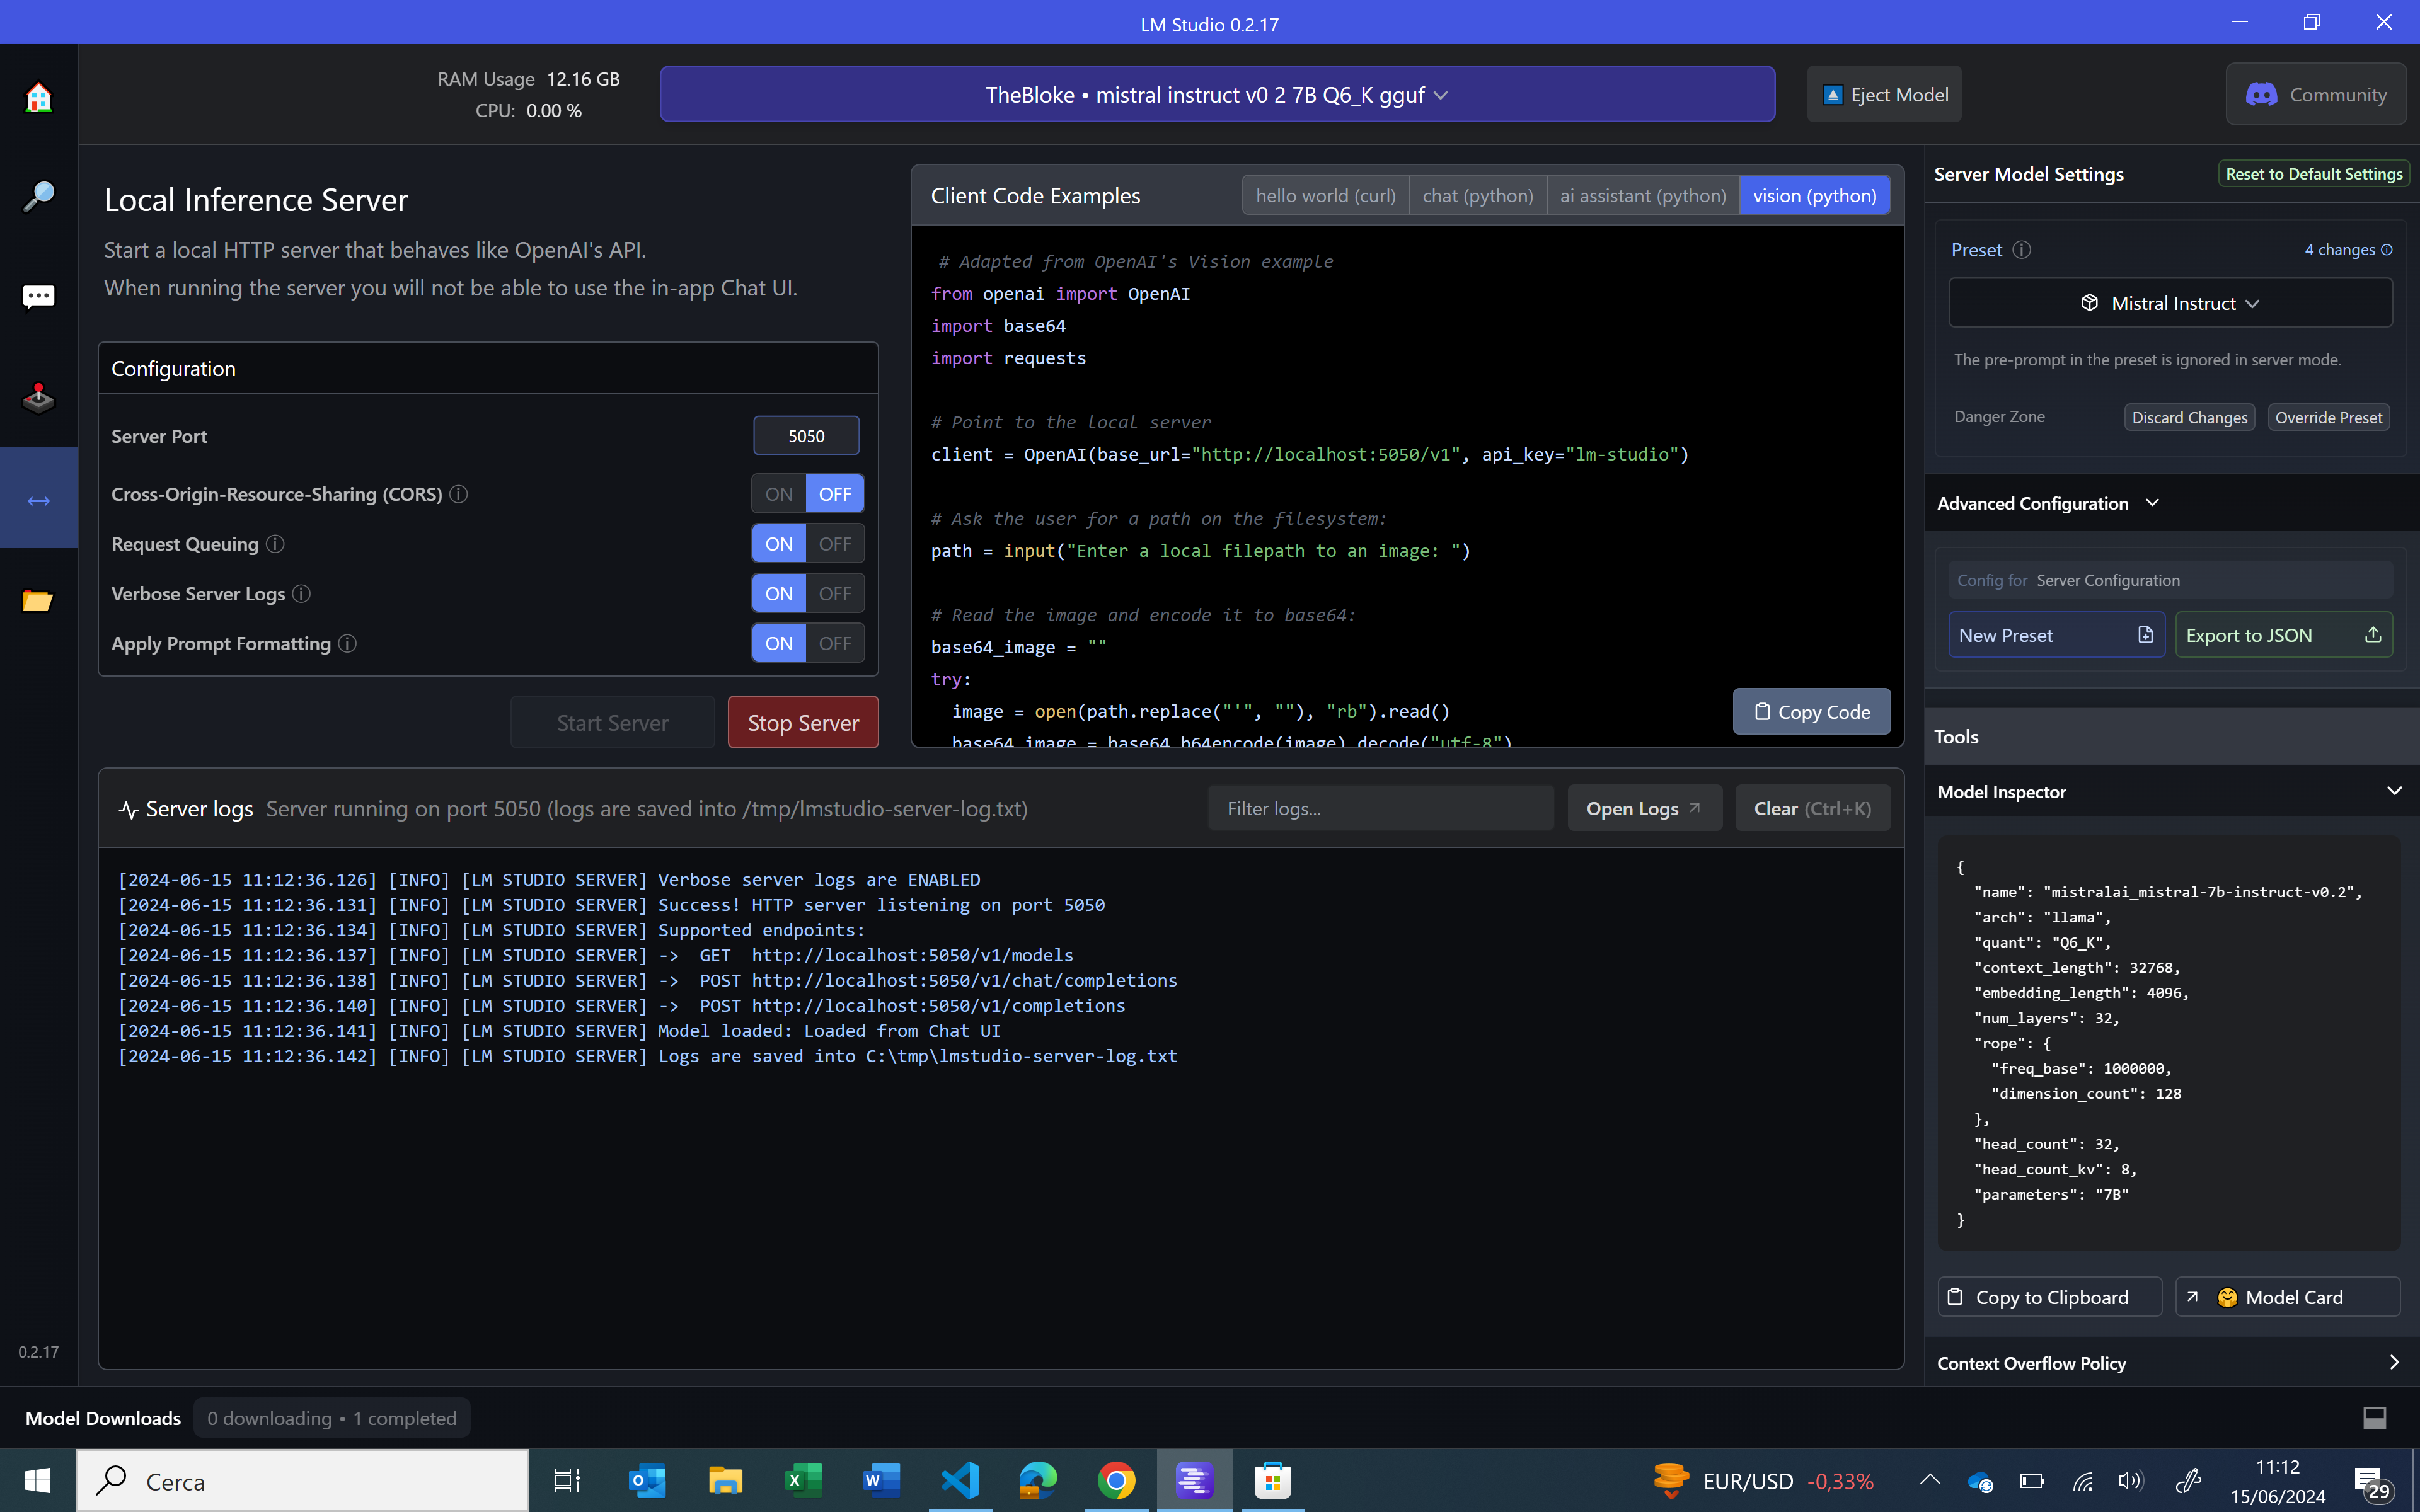 LM Studio 0.2.17
RAM Usage 12.16 GB
CPU: 0.00 %
TheBloke • mistral instruct v0 2 7B Q6_K gguf
Eject Model
Community
Local Inference Server
Start a local HTTP server that behaves like OpenAI's API.
When running the server you will not be able to use the in-app Chat UI.
Configuration
Server Port 5050
Cross-Origin-Resource-Sharing (CORS) ON OFF
Request Queuing ON OFF
Verbose Server Logs ON OFF
Apply Prompt Formatting ON OFF
Start Server Stop Server
Client Code Examples hello world (curl) chat (python) ai assistant (python) vision (python)
# Adapted from OpenAI's Vision example
from openai import OpenAI
import base64
import requests
# Point to the local server
client = OpenAI(base_url="http://localhost:5050/v1", api_key="lm-studio")
# Ask the user for a path on the filesystem:
path = input("Enter a local filepath to an image: ")
# Read the image and encode it to base64:
base64_image = ""
try:
image = open(path.replace("'", ""), "rb").read()
base64_image = base64.b64encode(image).decode("utf-8")
Copy Code
Server logs Server running on port 5050 (logs are saved into /tmp/lmstudio-server-log.txt)
Filter logs...
Open Logs
Clear (Ctrl+K)
[2024-06-15 11:12:36.126] [INFO] [LM STUDIO SERVER] Verbose server logs are ENABLED
[2024-06-15 11:12:36.131] [INFO] [LM STUDIO SERVER] Success! HTTP server listening on port 5050
[2024-06-15 11:12:36.134] [INFO] [LM STUDIO SERVER] Supported endpoints:
[2024-06-15 11:12:36.137] [INFO] [LM STUDIO SERVER] -> GET http://localhost:5050/v1/models
[2024-06-15 11:12:36.138] [INFO] [LM STUDIO SERVER] -> POST http://localhost:5050/v1/chat/completions
[2024-06-15 11:12:36.140] [INFO] [LM STUDIO SERVER] -> POST http://localhost:5050/v1/completions
[2024-06-15 11:12:36.141] [INFO] [LM STUDIO SERVER] Model loaded: Loaded from Chat UI
[2024-06-15 11:12:36.142] [INFO] [LM STUDIO SERVER] Logs are saved into C:\tmp\lmstudio-server-log.txt
Server Model Settings Reset to Default Settings
Preset 4 changes
Mistral Instruct
The pre-prompt in the preset is ignored in server mode.
Danger Zone Discard Changes Override Preset
Advanced Configuration
Config for Server Configuration
New Preset Export to JSON
Tools
Model Inspector
{
"name": "mistralai_mistral-7b-instruct-v0.2",
"arch": "llama",
"quant": "Q6_K",
"context_length": 32768,
"embedding_length": 4096,
"num_layers": 32,
"rope": {
"freq_base": 1000000,
"dimension_count": 128
},
"head_count": 32,
"head_count_kv": 8,
"parameters": "7B"
}
Copy to Clipboard Model Card
Context Overflow Policy
0.2.17
Model Downloads 0 downloading • 1 completed
Cerca
EUR/USD -0,33%
11:12
15/06/2024
29